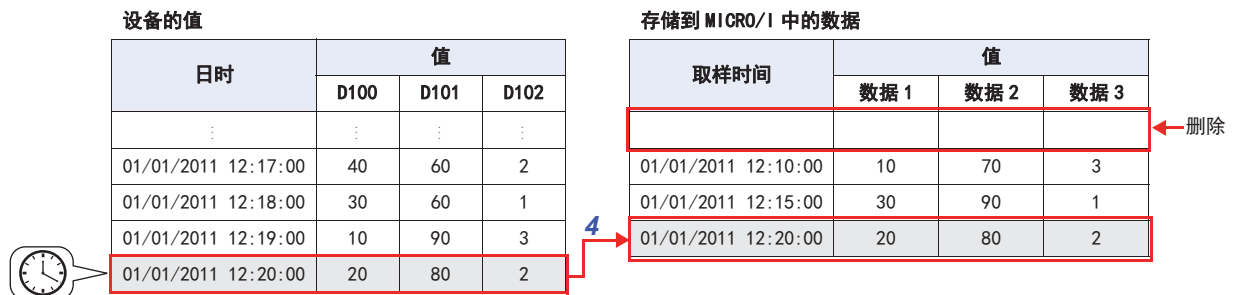 设备的值
存储到 MICRO/I 中的数据
日时 值
D100 D101 D102
⋮ ⋮ ⋮ ⋮
01/01/2011 12:17:00 40 60 2
01/01/2011 12:18:00 30 60 1
01/01/2011 12:19:00 10 90 3
01/01/2011 12:20:00 20 80 2
4
取样时间 值
数据 1 数据 2 数据 3
删除
01/01/2011 12:10:00 10 70 3
01/01/2011 12:15:00 30 90 1
01/01/2011 12:20:00 20 80 2